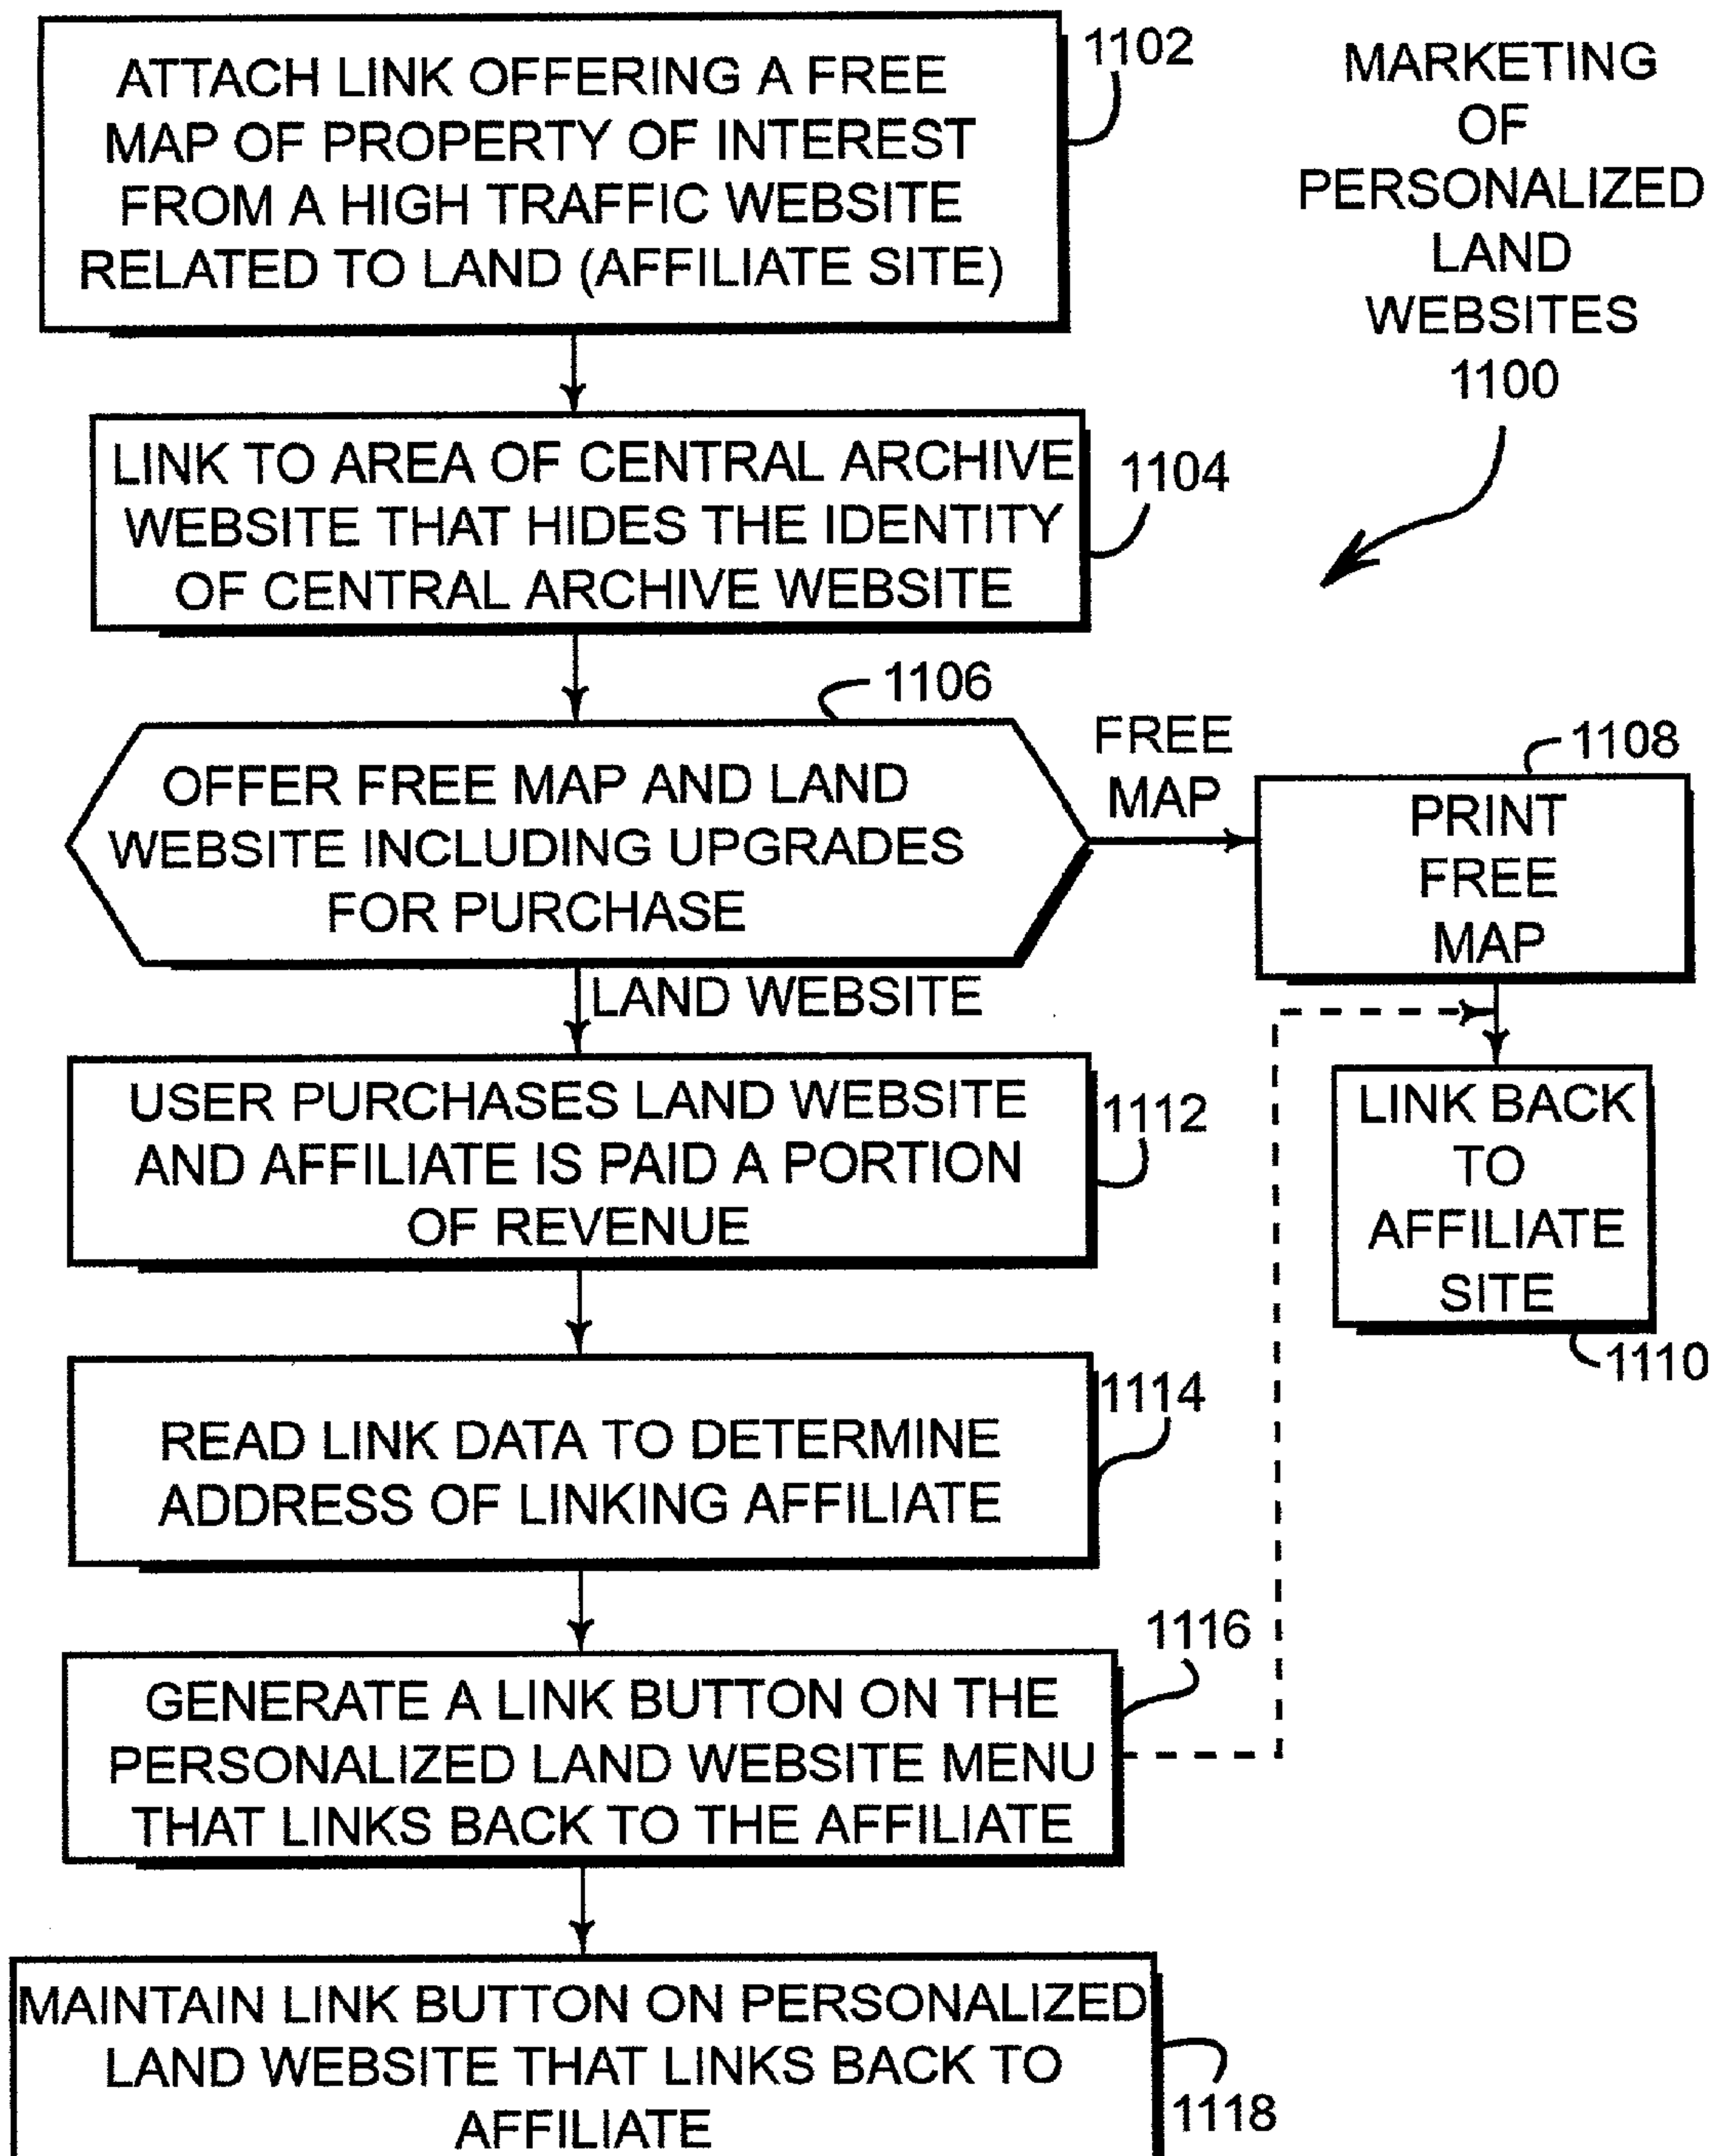 ATTACH LINK OFFERING A FREE
MAP OF PROPERTY OF INTEREST
FROM A HIGH TRAFFIC WEBSITE
RELATED TO LAND (AFFILIATE SITE)
1102
MARKETING
OF
PERSONALIZED
LAND
WEBSITES
1100
LINK TO AREA OF CENTRAL ARCHIVE
WEBSITE THAT HIDES THE IDENTITY
OF CENTRAL ARCHIVE WEBSITE
1104
1106
OFFER FREE MAP AND LAND
WEBSITE INCLUDING UPGRADES
FOR PURCHASE
FREE
MAP
1108
PRINT
FREE
MAP
LAND WEBSITE
LINK BACK
TO
AFFILIATE
SITE
1110
USER PURCHASES LAND WEBSITE
AND AFFILIATE IS PAID A PORTION
OF REVENUE
1112
READ LINK DATA TO DETERMINE
ADDRESS OF LINKING AFFILIATE
1114
GENERATE A LINK BUTTON ON THE
PERSONALIZED LAND WEBSITE MENU
THAT LINKS BACK TO THE AFFILIATE
1116
MAINTAIN LINK BUTTON ON PERSONALIZED
LAND WEBSITE THAT LINKS BACK TO
AFFILIATE
1118